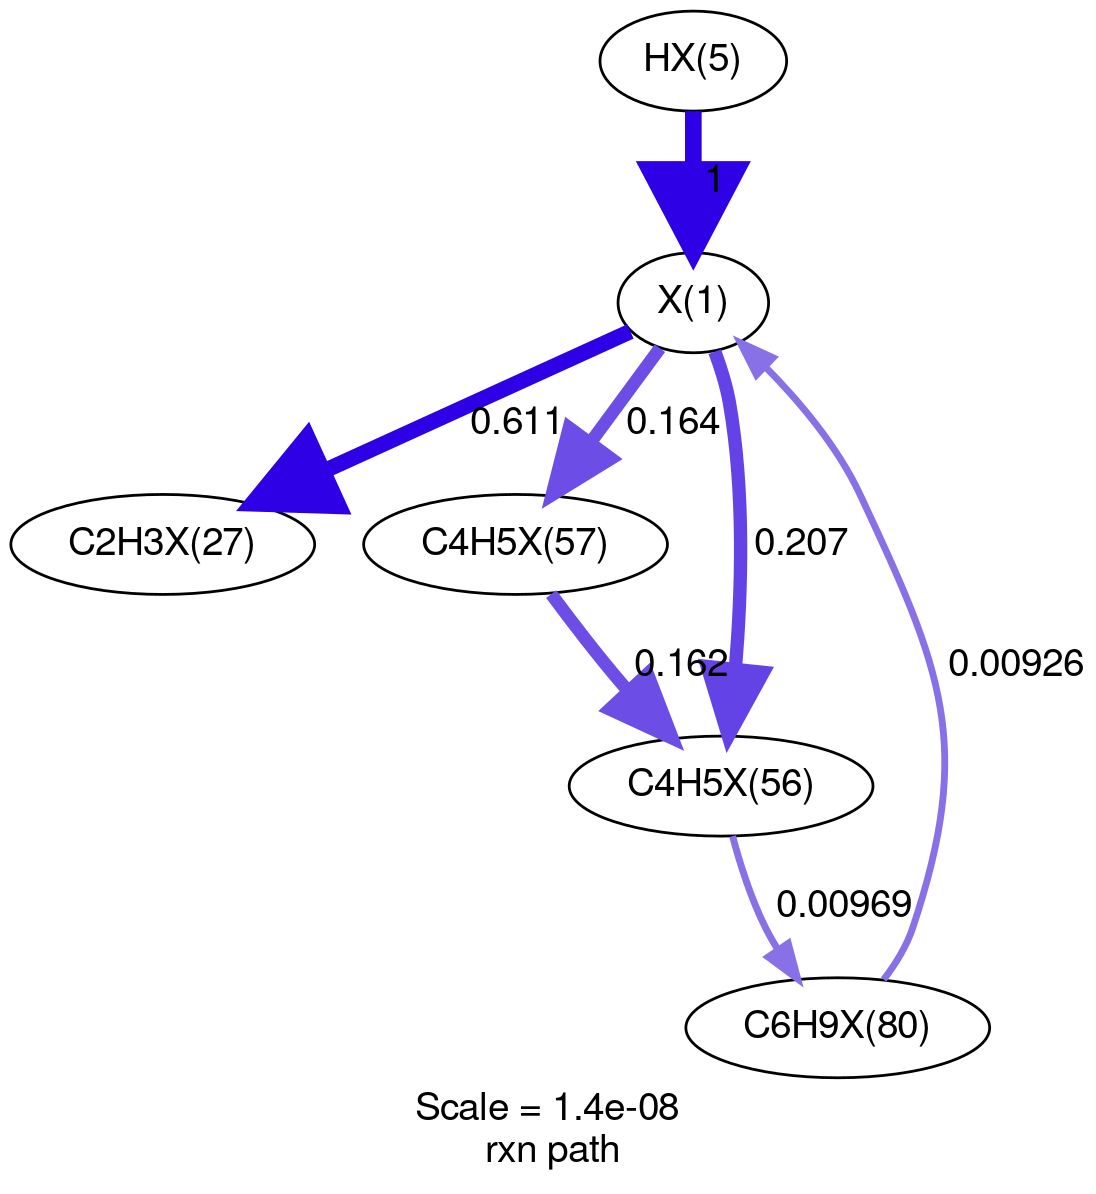 HX(5)
1
X(1)
0.611
0.164
C2H3X(27)
C4H5X(57)
0.207
0.162
0.00926
C4H5X(56)
0.00969
C6H9X(80)
Scale = 1.4e-08
rxn path